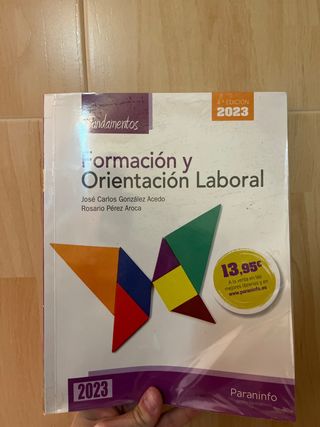 Fundamentos
4ª EDICIÓN
2023
Formación y
Orientación Laboral
José Carlos González Acedo
Rosario Pérez Aroca
13,95€
A la venta en las
mejores librerías y en
www.paraninfo.es
2023
Paraninfo